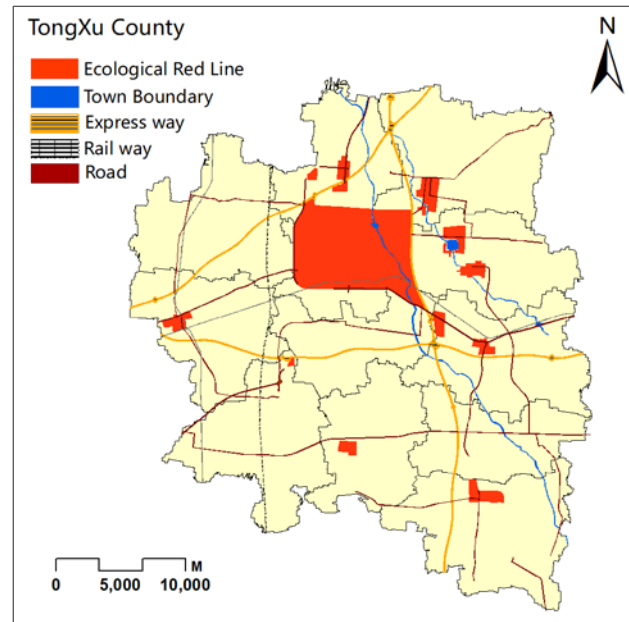 TongXu County
N
Ecological Red Line
Town Boundary
Express way
Rail way
Road
M
0 5,000 10,000